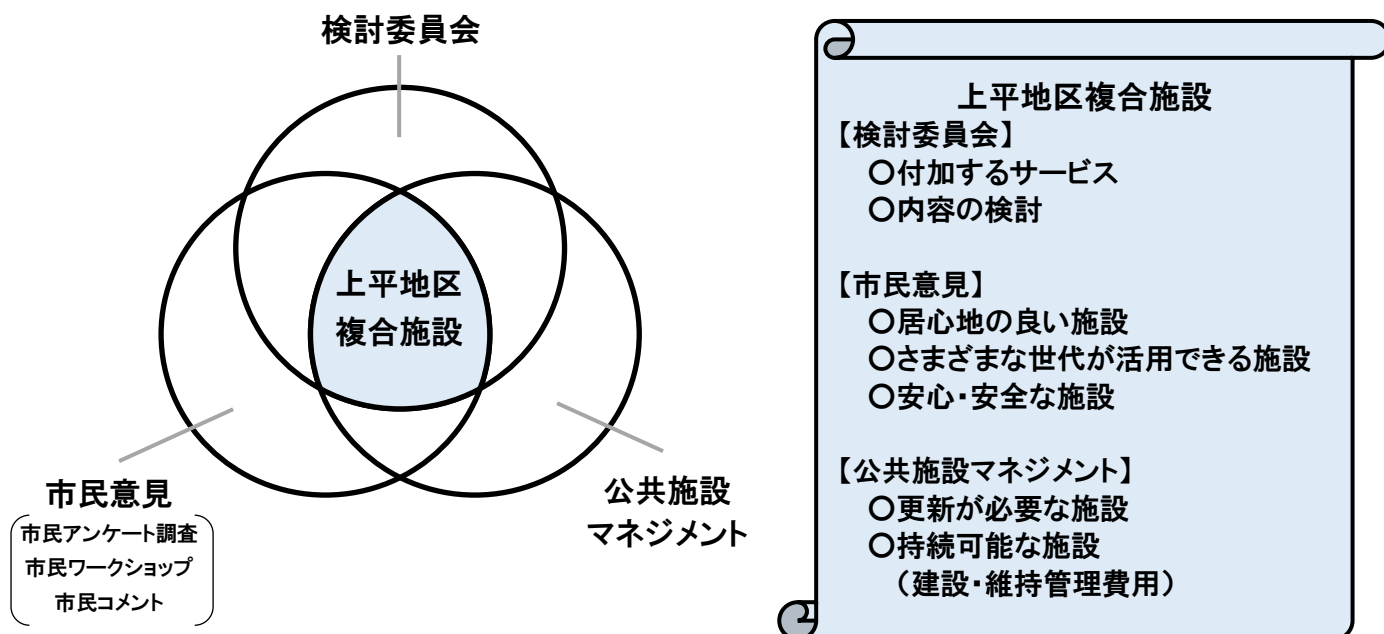 検討委員会
上平地区
複合施設
市民意見
市民アンケート調査
市民ワークショップ
市民コメント
公共施設
マネジメント
上平地区複合施設
【検討委員会】
○付加するサービス
○内容の検討
【市民意見】
○居心地の良い施設
○さまざまな世代が活用できる施設
○安心・安全な施設
【公共施設マネジメント】
○更新が必要な施設
○持続可能な施設
（建設・維持管理費用）